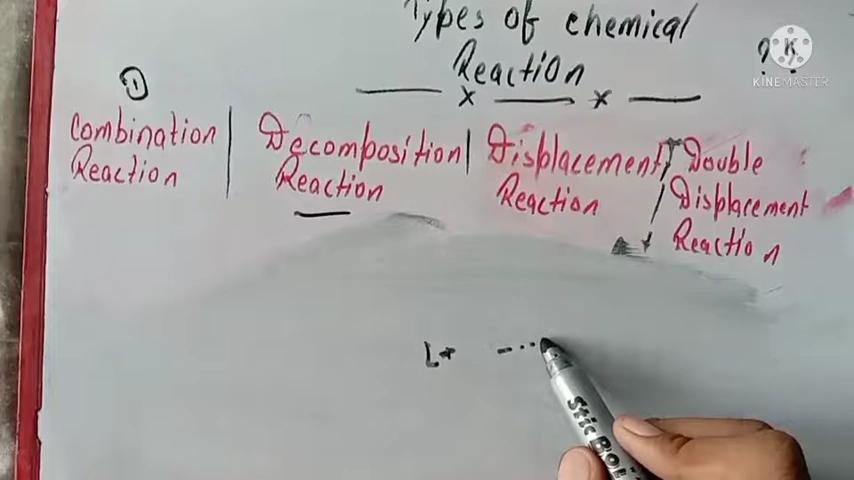 Types of chemical
Reaction
? K
KINEMASTER
①
Combination
Reaction
Decomposition
Reaction
Displacement
Reaction
Double
Displacement
Reaction